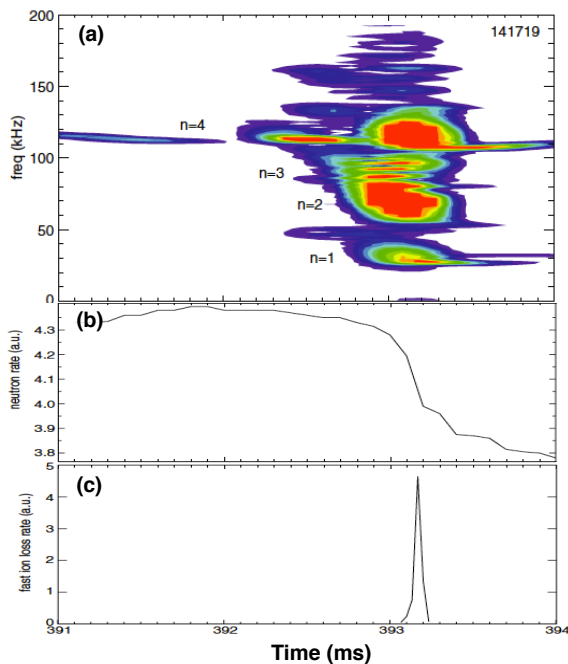 (a)
141719
200
150
100
50
0
freq (kHz)
n=4
n=3
n=2
n=1
(b)
4.3
4.2
4.1
4.0
3.9
3.8
neutron rate (a.u.)
(c)
5
4
3
2
1
0
fast ion loss rate (a.u.)
391 392 393 394
Time (ms)